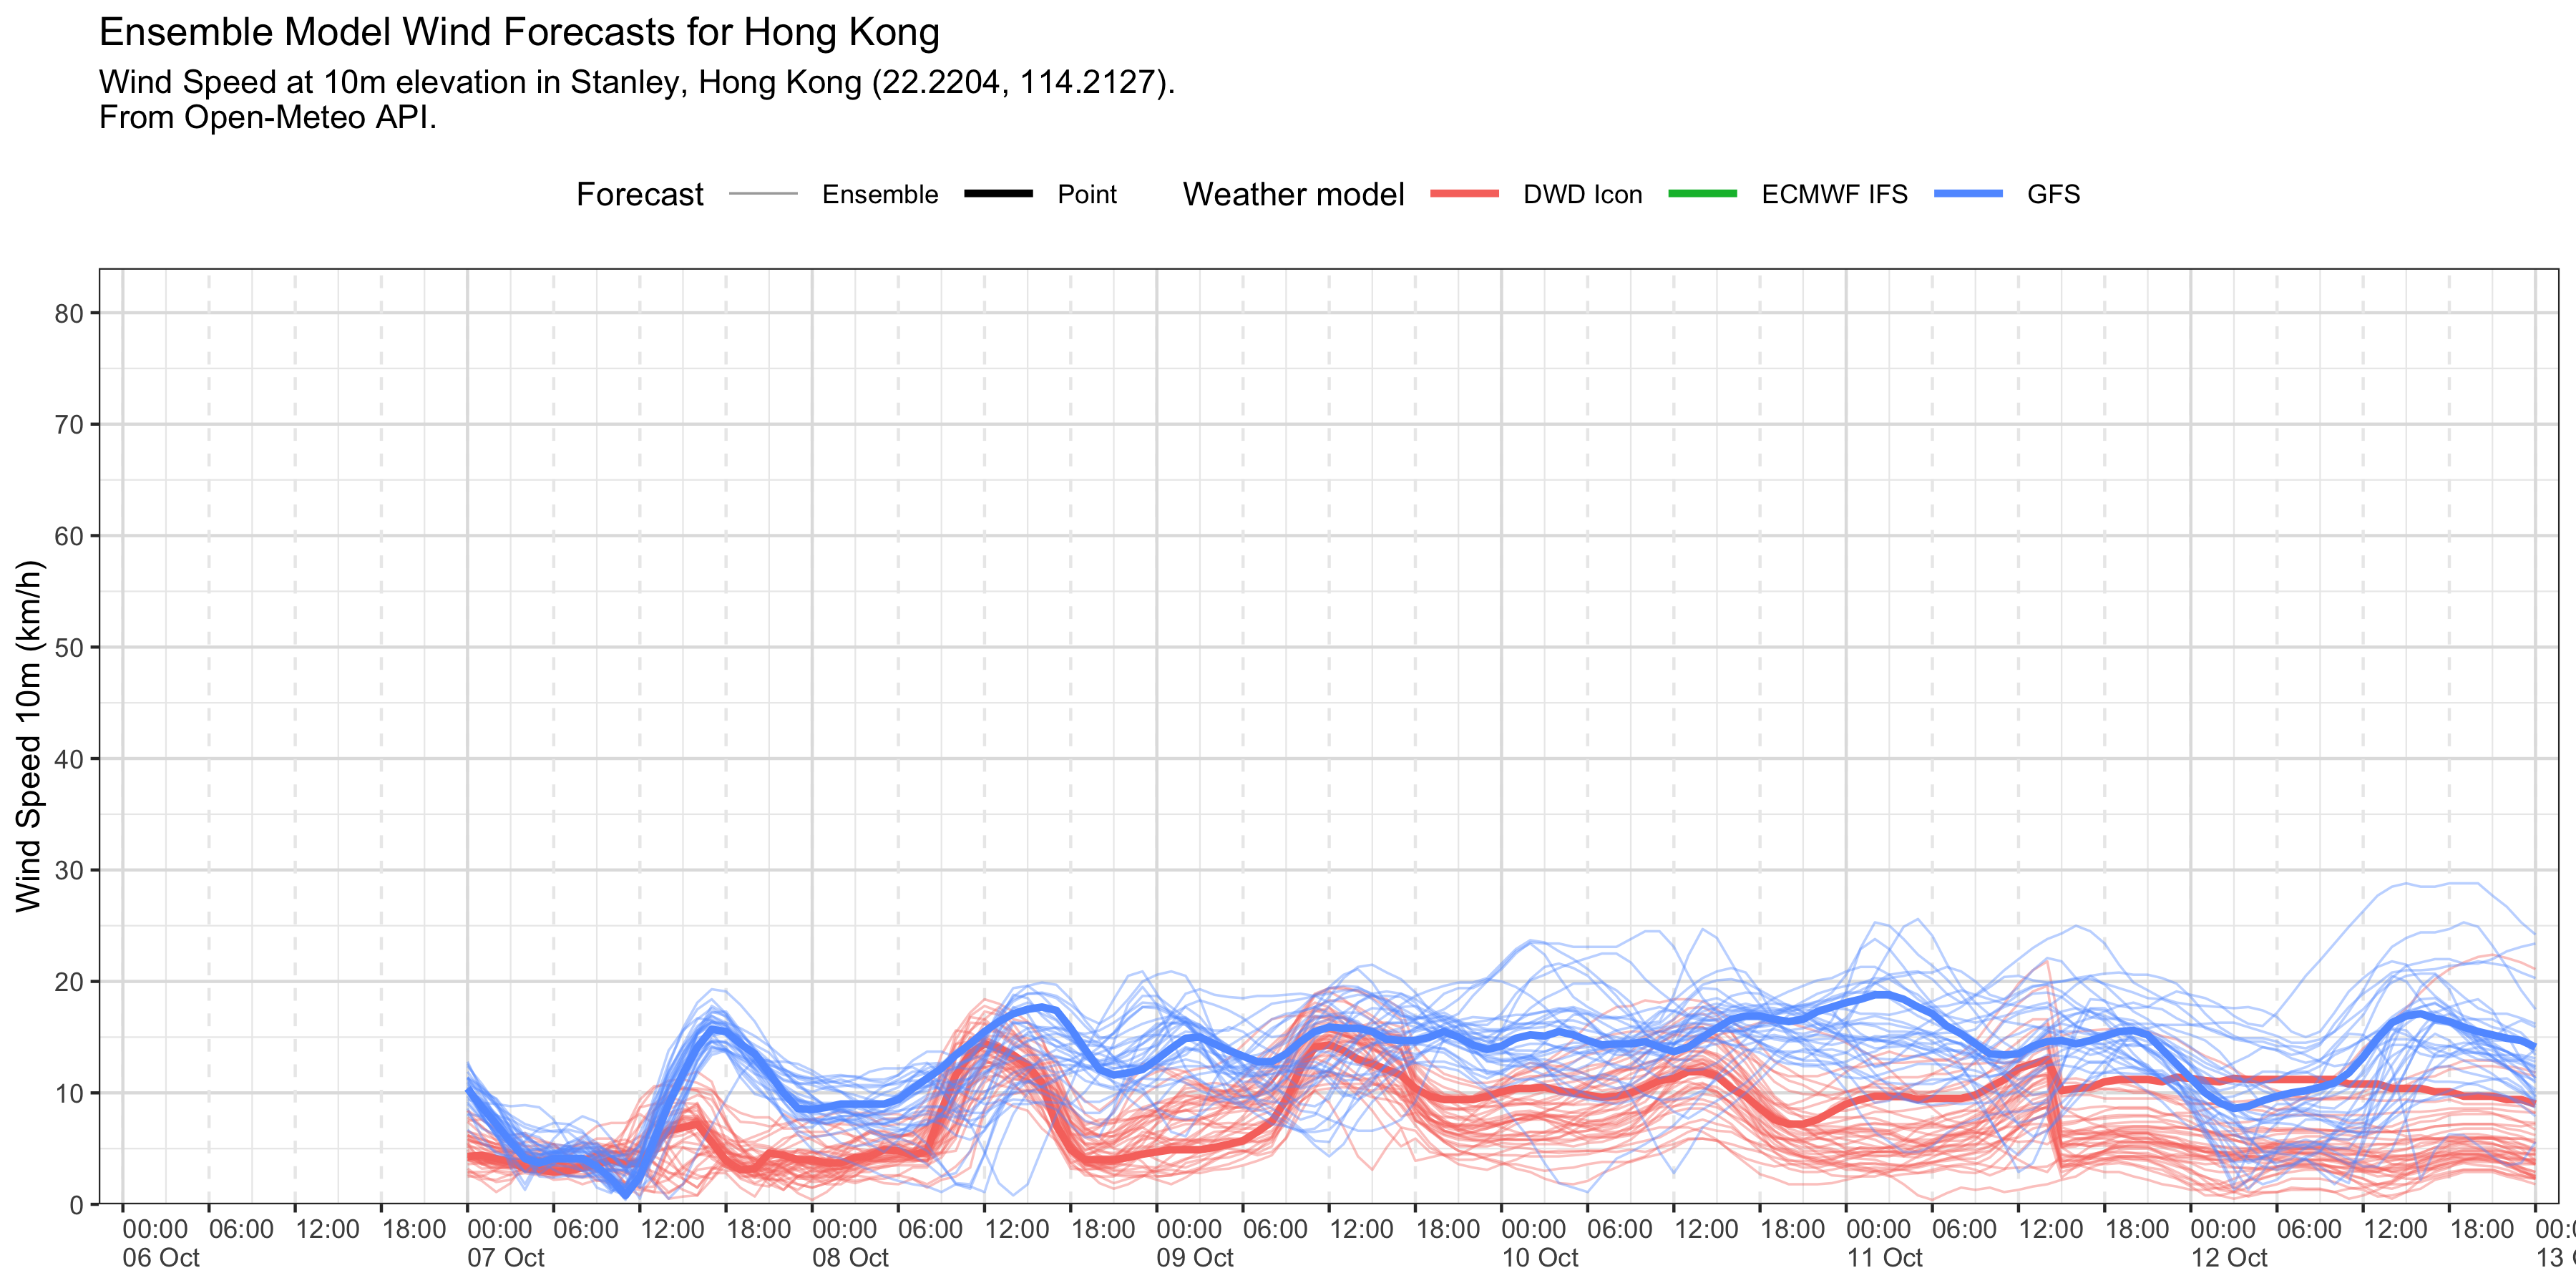 Ensemble Model Wind Forecasts for Hong Kong
Wind Speed at 10m elevation in Stanley, Hong Kong (22.2204, 114.2127).
From Open-Meteo API.
Forecast Ensemble Point Weather model DWD Icon ECMWF IFS GFS
Wind Speed 10m (km/h)
80
70
60
50
40
30
20
10
0
00:00 06:00 12:00 18:00 00:00 06:00 12:00 18:00 00:00 06:00 12:00 18:00 00:00 06:00 12:00 18:00 00:00 06:00 12:00 18:00 00:00 06:00 12:00 18:00 00:00 06:00 12:00 18:00
06 Oct 07 Oct 08 Oct 09 Oct 10 Oct 11 Oct 12 Oct 13